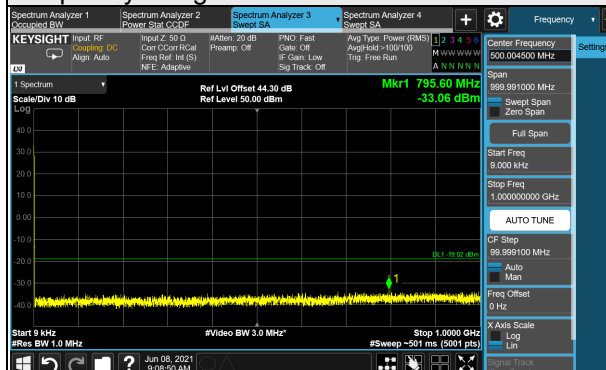 Spectrum Analyzer 1
Occupied BW
Spectrum Analyzer 2
Power Stat CCDF
Spectrum Analyzer 3
Swept SA
Spectrum Analyzer 4
Swept SA
+
Frequency
KEYSIGHT
LXI
Input: RF
Coupling: DC
Align: Auto
Input Z: 50 Ω
Corr CCorr RCal
Freq Ref: Int (S)
NFE: Adaptive
#Atten: 20 dB
Preamp: Off
PNO: Fast
Gate: Off
IF Gain: Low
Sig Track: Off
Avg Type: Power (RMS)
Avg|Hold:>100/100
Trig: Free Run
1 2 3 4 5 6
M W W W W W
A N N N N N
1 Spectrum
Scale/Div 10 dB
Log
Ref Lvl Offset 44.30 dB
Ref Level 50.00 dBm
Mkr1 795.60 MHz
-33.06 dBm
40.0
30.0
20.0
10.0
0.00
-10.0
-20.0
-30.0
-40.0
DL1 -19.02 dBm
1
Start 9 kHz
#Res BW 1.0 MHz
#Video BW 3.0 MHz*
Stop 1.0000 GHz
#Sweep ~501 ms (5001 pts)
?
Jun 08, 2021
9:08:50 AM
Center Frequency
500.004500 MHz
Settings
Span
999.991000 MHz
Swept Span
Zero Span
Full Span
Start Freq
9.000 kHz
Stop Freq
1.000000000 GHz
AUTO TUNE
CF Step
99.999100 MHz
Auto
Man
Freq Offset
0 Hz
X Axis Scale
Log
Lin
Signal Track